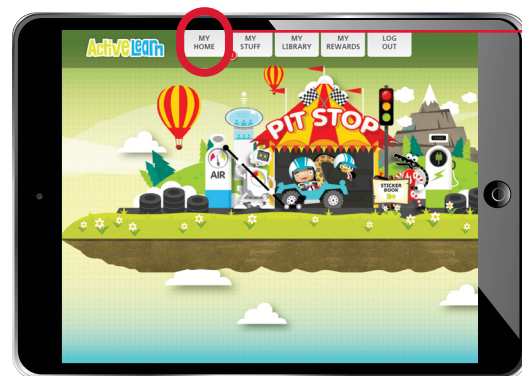 ActiveLearn
MY HOME
MY STUFF
MY LIBRARY
MY REWARDS
LOG OUT
PIT STOP
AIR
STICKER
BOOK